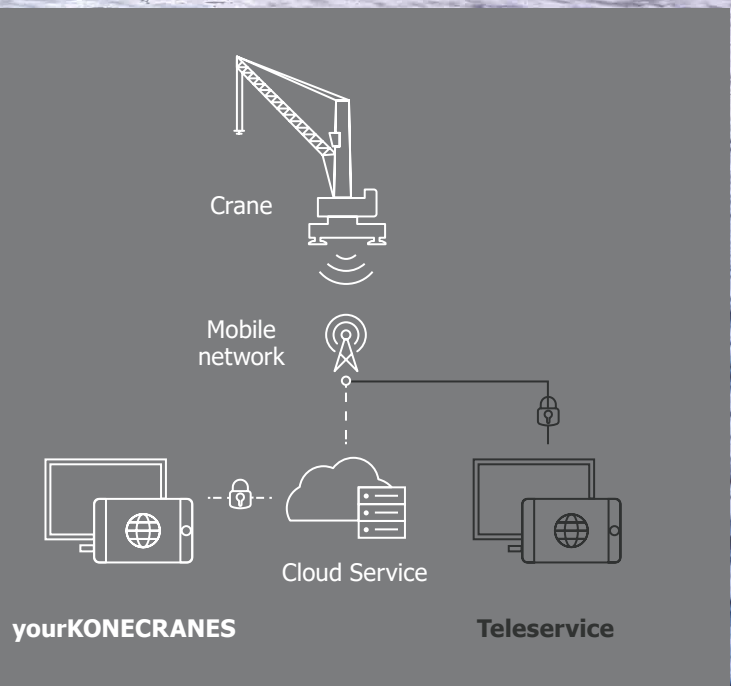 Crane
Mobile
network
Cloud Service
yourKONECRANES
Teleservice